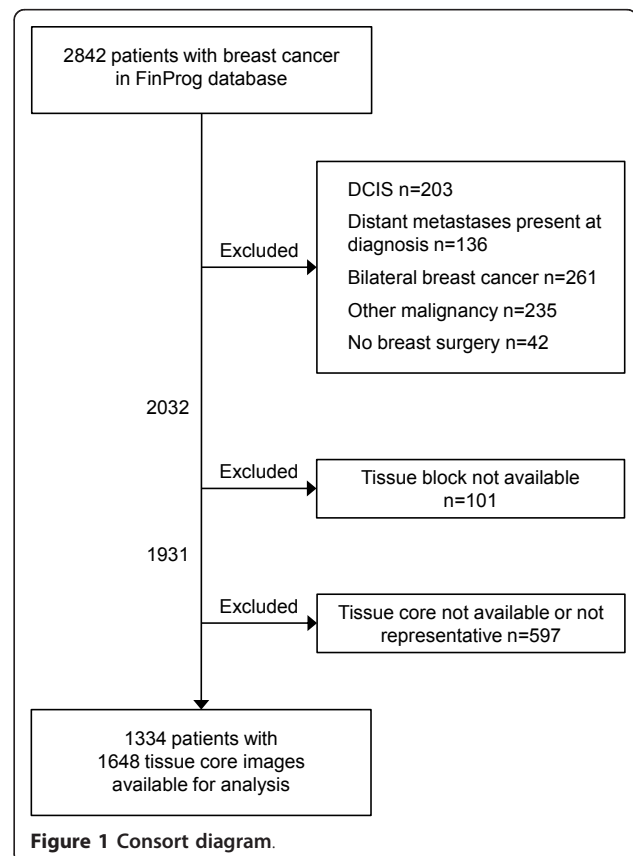 2842 patients with breast cancer
in FinProg database
DCIS n=203
Distant metastases present at
diagnosis n=136
Bilateral breast cancer n=261
Other malignancy n=235
No breast surgery n=42
Excluded
2032
Excluded
Tissue block not available
n=101
1931
Excluded
Tissue core not available or not
representative n=597
1334 patients with
1648 tissue core images
available for analysis
Figure 1 Consort diagram.